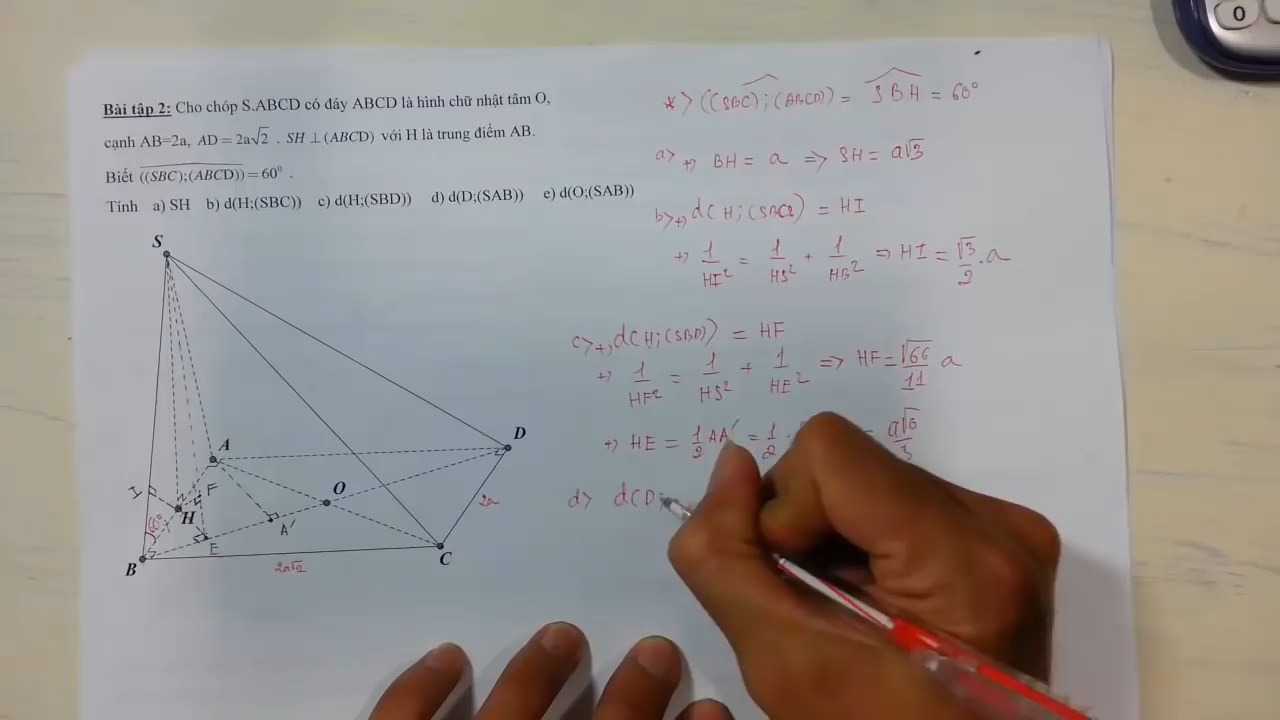 Bài tập 2: Cho chóp S.ABCD có đáy ABCD là hình chữ nhật tâm O,
cạnh AB=2a, AD = 2a√2 . SH ⊥ (ABCD) với H là trung điểm AB.
Biết ((SBC);(ABCD)) = 60⁰ .
Tính a) SH b) d(H;(SBC)) c) d(H;(SBD)) d) d(D;(SAB)) e) d(O;(SAB))
S
A
D
O
I
F
H
60°
A'
E
2a
B
2a√2
C
*> ((SBC);(ABCD)) = SBH = 60°
a> +) BH = a => SH = a√3
b> +) d(H;(SBC)) = HI
+) 1/HI² = 1/HS² + 1/HB² => HI = √3/2 . a
c> +) d(H;(SBD)) = HF
+) 1/HF² = 1/HS² + 1/HE² => HF = √66/11 a
+) HE = 1/2 AA' = 1/2 . = a√6/3
d> d(D;
O